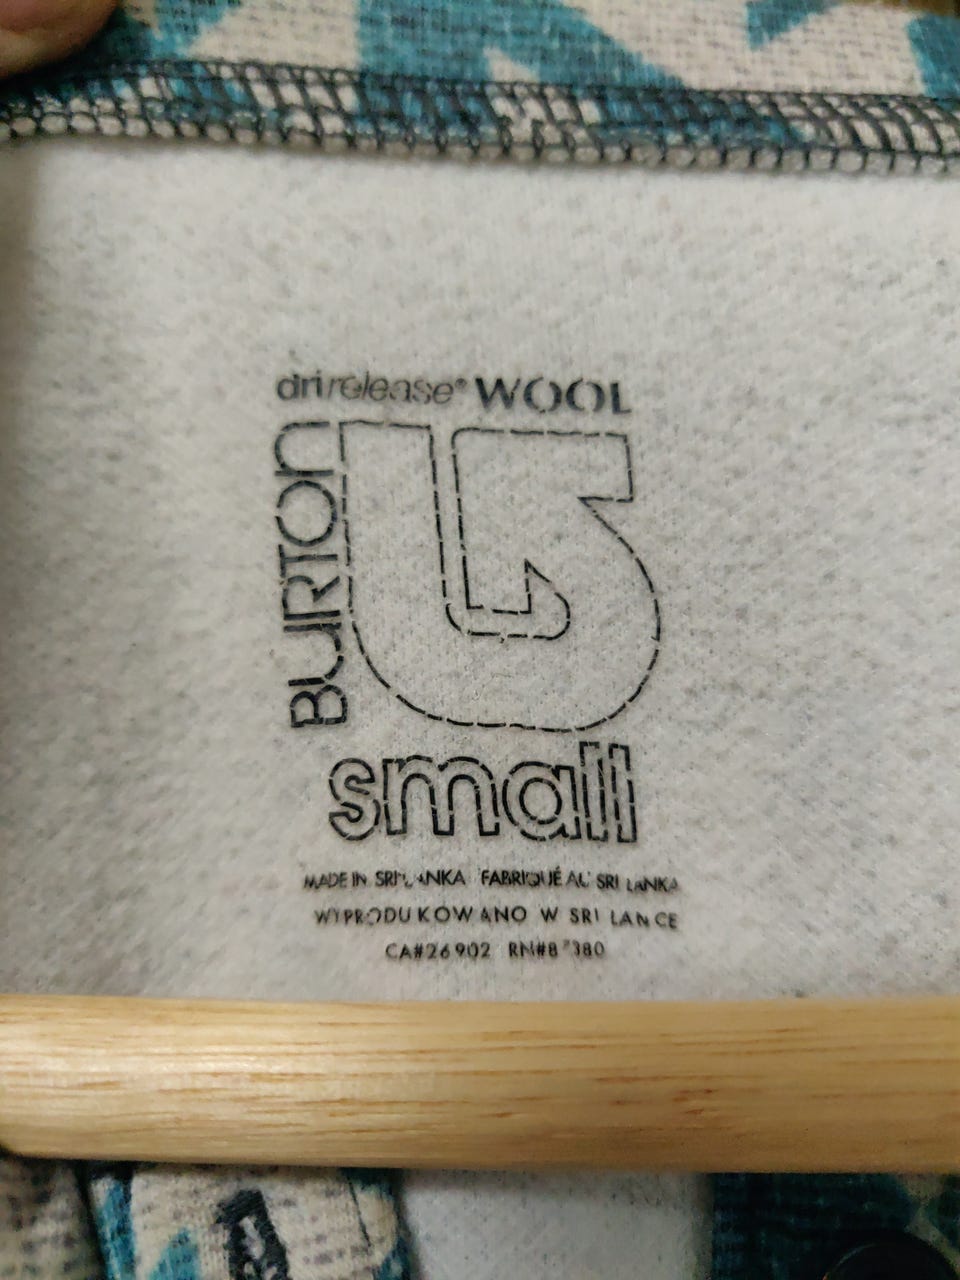 drirelease® WOOL
BURTON
small
MADE IN SRI LANKA FABRIQUÉ AU SRI LANKA
WYPRODUKOWANO W SRI LANCE
CA#26902